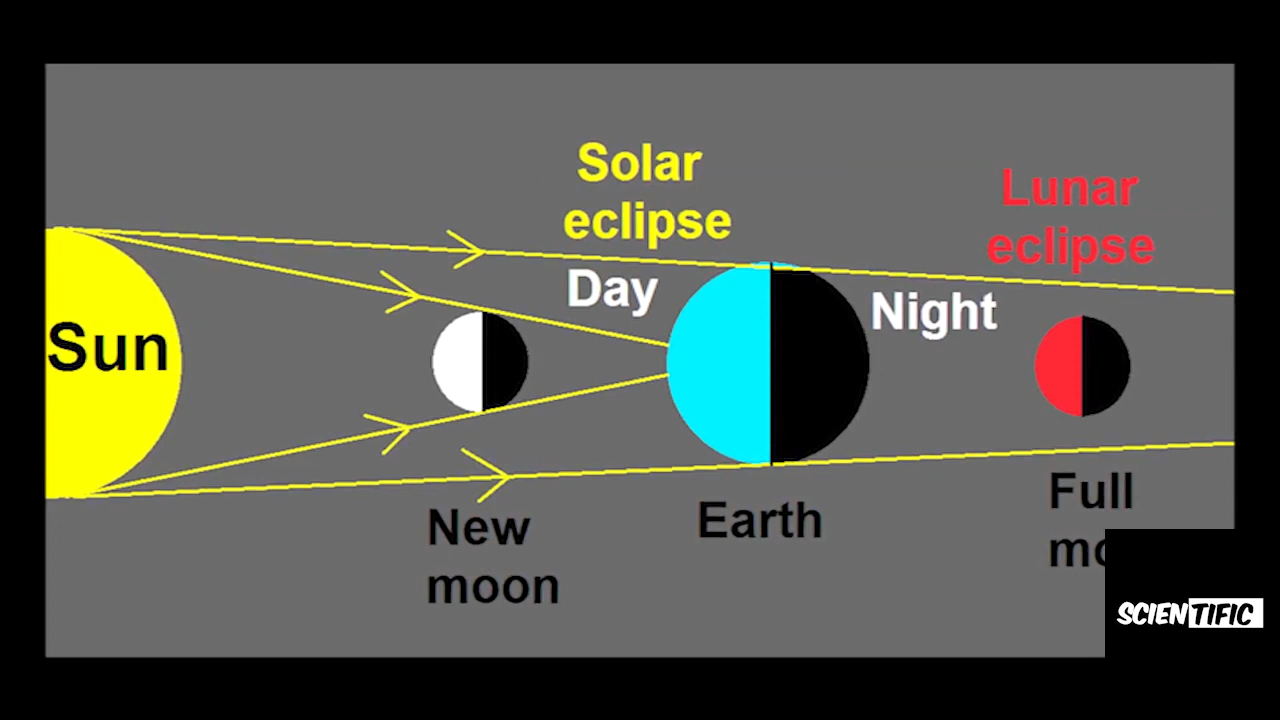 Solar
eclipse
Lunar
eclipse
Day
Night
Sun
New
moon
Earth
Full
SCIENTIFIC